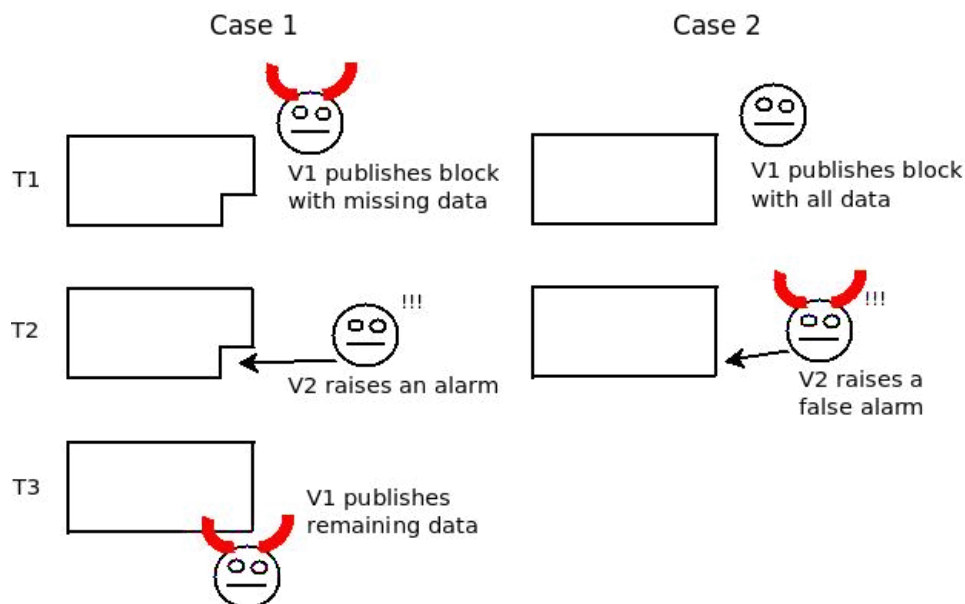 Case 1
Case 2
T1
V1 publishes block
with missing data
V1 publishes block
with all data
T2
!!!
V2 raises an alarm
!!!
V2 raises a
false alarm
T3
V1 publishes
remaining data